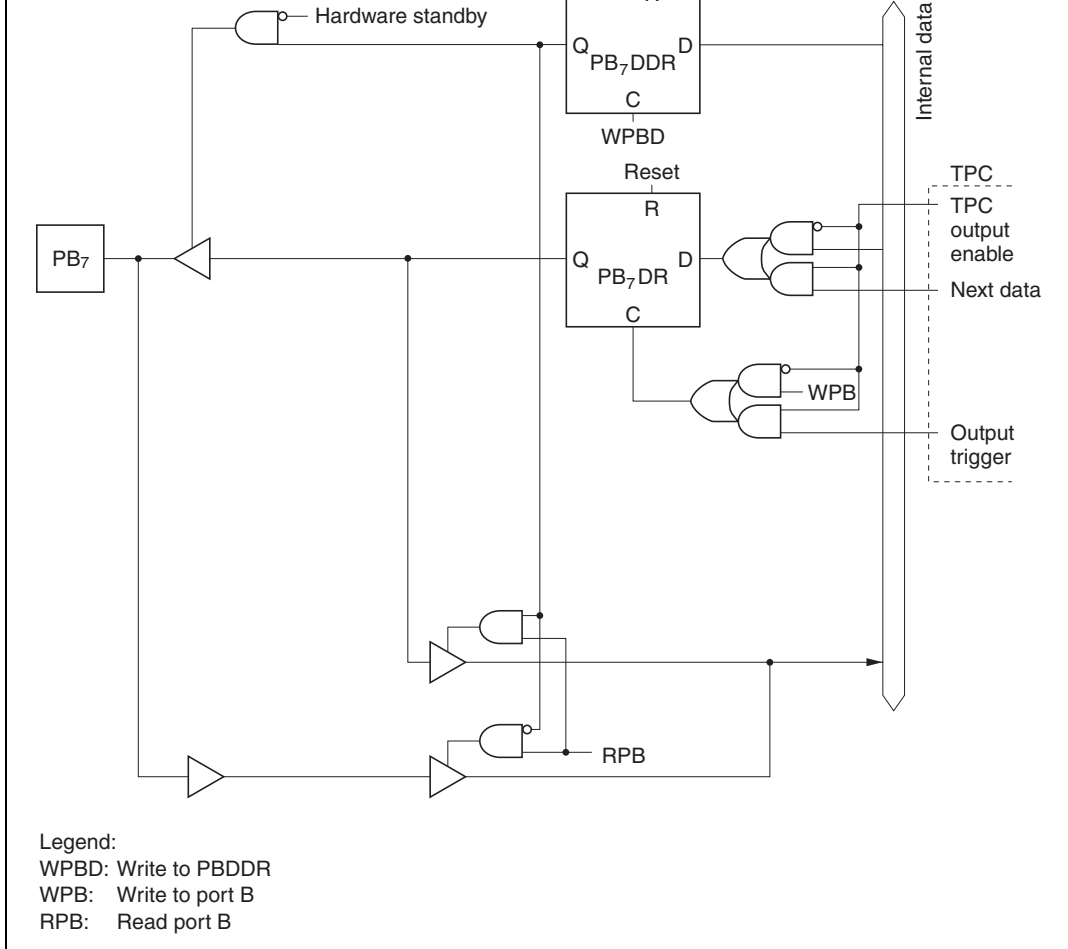 Hardware standby
Q
D
PB7DDR
C
WPBD
Internal data
Reset
R
TPC
TPC
output
enable
PB7
Q
D
PB7DR
C
Next data
WPB
Output
trigger
RPB
Legend:
WPBD: Write to PBDDR
WPB: Write to port B
RPB: Read port B